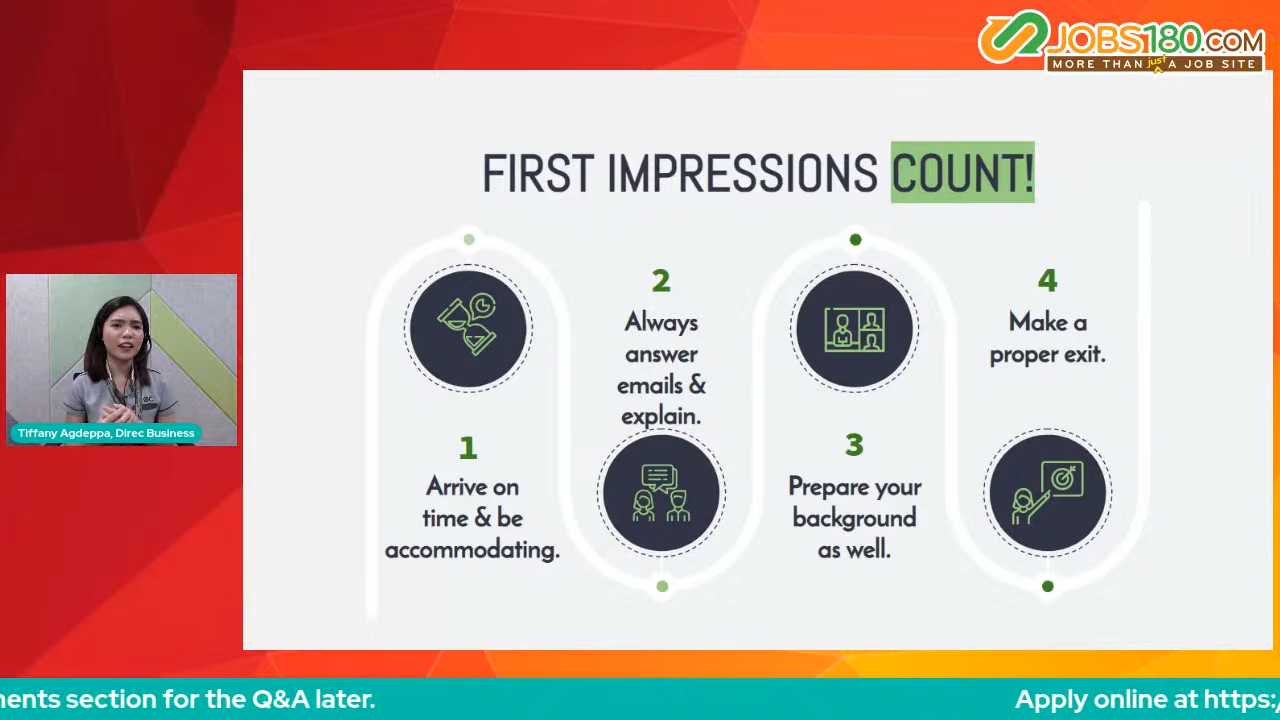 JOBS180.COM
MORE THAN just A JOB SITE
FIRST IMPRESSIONS COUNT!
1
Arrive on
time & be
accommodating.
2
Always
answer
emails &
explain.
3
Prepare your
background
as well.
4
Make a
proper exit.
Tiffany Agdeppa, Direc Business
ments section for the Q&A later.
Apply online at https:/